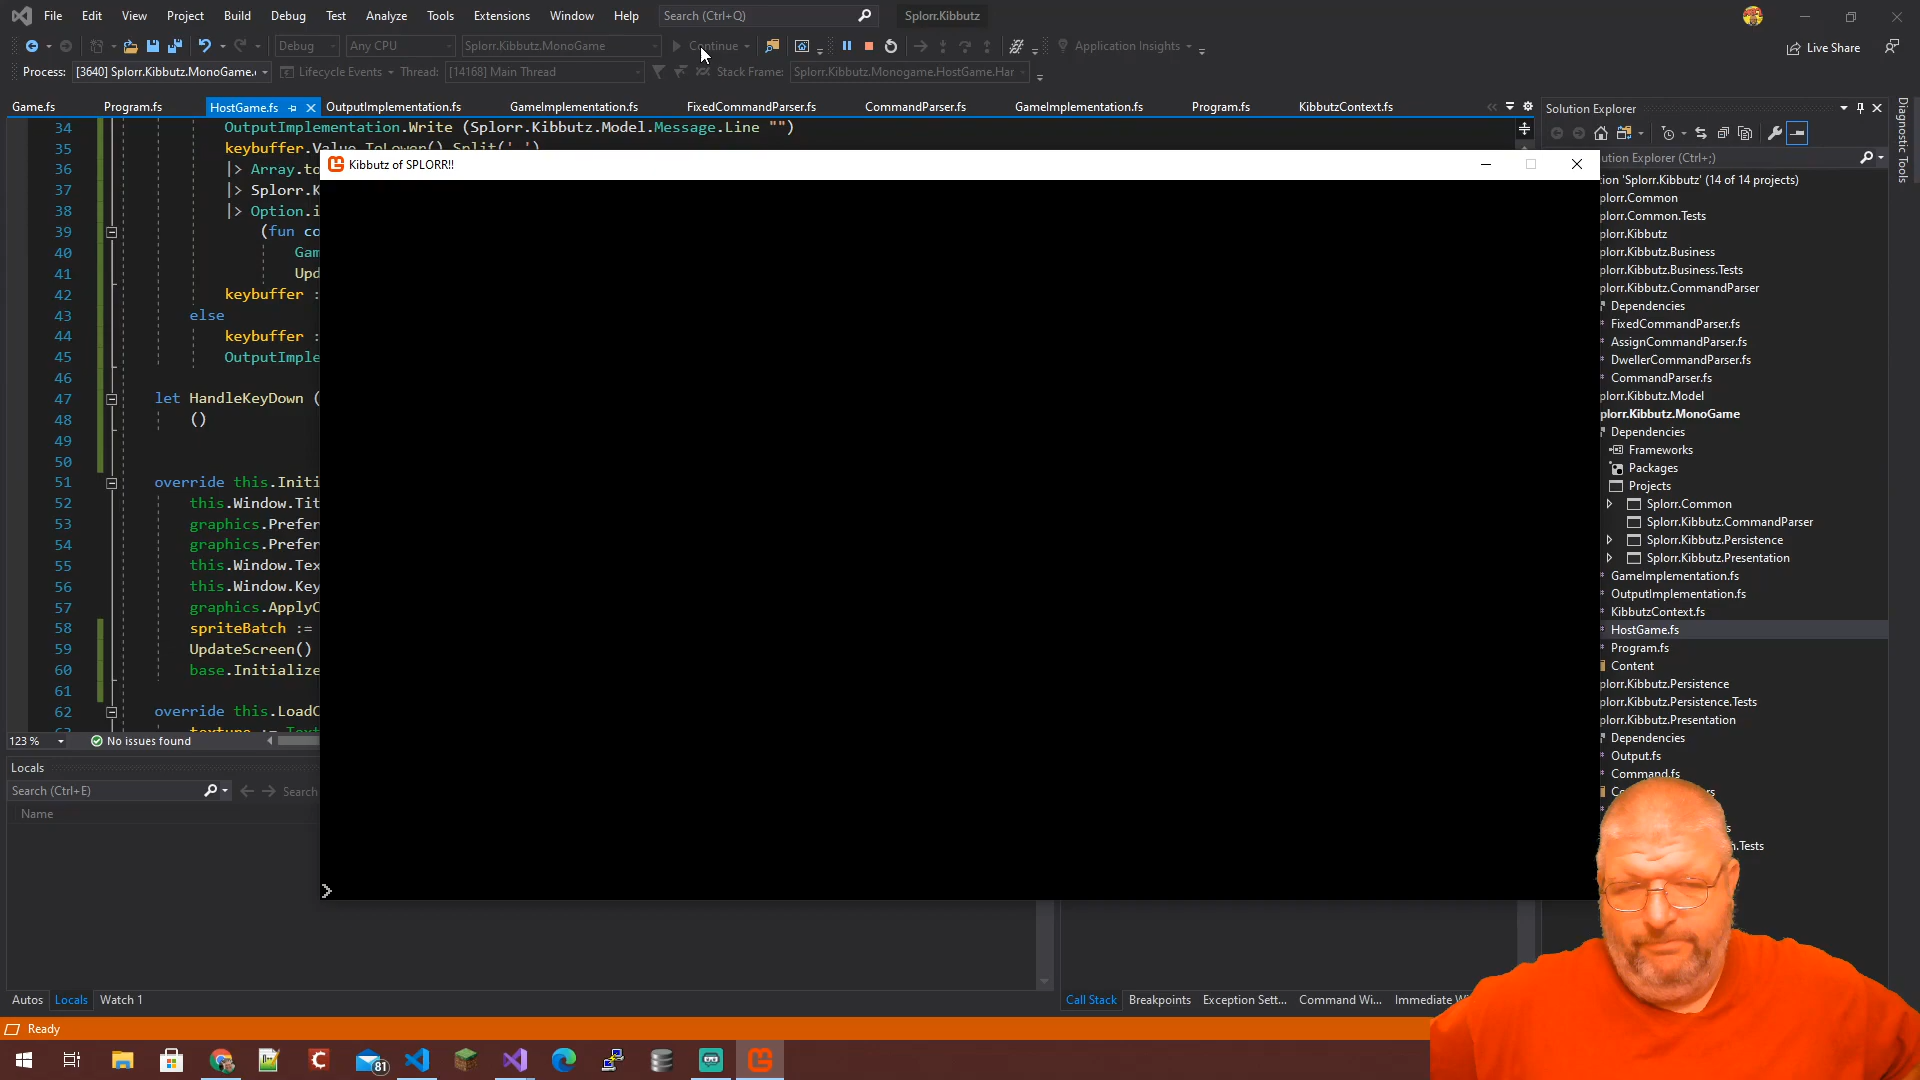 File Edit View Project Build Debug Test Analyze Tools Extensions Window Help Search (Ctrl+Q) Splorr.Kibbutz
Debug Any CPU Splorr.Kibbutz.MonoGame Continue Application Insights Live Share
Process: [3640] Splorr.Kibbutz.MonoGame. Lifecycle Events Thread: [14168] Main Thread Stack Frame: Splorr.Kibbutz.Monogame.HostGame.Har
Game.fs Program.fs HostGame.fs OutputImplementation.fs GameImplementation.fs FixedCommandParser.fs CommandParser.fs GameImplementation.fs Program.fs KibbutzContext.fs
34 OutputImplementation.Write (Splorr.Kibbutz.Model.Message.Line "")
35 keybuffer.Value.ToLower().Split(' ')
36 |> Array.to
37 |> Splorr.K
38 |> Option.i
39 (fun co
40 Gam
41 Upd
42 keybuffer :
43 else
44 keybuffer :
45 OutputImple
46
47 let HandleKeyDown (
48 ()
49
50
51 override this.Initi
52 this.Window.Tit
53 graphics.Prefer
54 graphics.Prefer
55 this.Window.Tex
56 this.Window.Key
57 graphics.ApplyC
58 spriteBatch :=
59 UpdateScreen()
60 base.Initialize
61
62 override this.LoadC
123 % No issues found
Kibbutz of SPLORR!!
>
Locals
Search (Ctrl+E) Search
Name
Autos Locals Watch 1
Call Stack Breakpoints Exception Sett... Command Wi... Immediate
Ready
81
Solution Explorer
ution Explorer (Ctrl+;)
ion 'Splorr.Kibbutz' (14 of 14 projects)
plorr.Common
plorr.Common.Tests
plorr.Kibbutz
plorr.Kibbutz.Business
plorr.Kibbutz.Business.Tests
plorr.Kibbutz.CommandParser
Dependencies
FixedCommandParser.fs
AssignCommandParser.fs
DwellerCommandParser.fs
CommandParser.fs
plorr.Kibbutz.Model
plorr.Kibbutz.MonoGame
Dependencies
Frameworks
Packages
Projects
Splorr.Common
Splorr.Kibbutz.CommandParser
Splorr.Kibbutz.Persistence
Splorr.Kibbutz.Presentation
GameImplementation.fs
OutputImplementation.fs
KibbutzContext.fs
HostGame.fs
Program.fs
Content
plorr.Kibbutz.Persistence
plorr.Kibbutz.Persistence.Tests
plorr.Kibbutz.Presentation
Dependencies
Output.fs
Command.fs
Diagnostic Tools